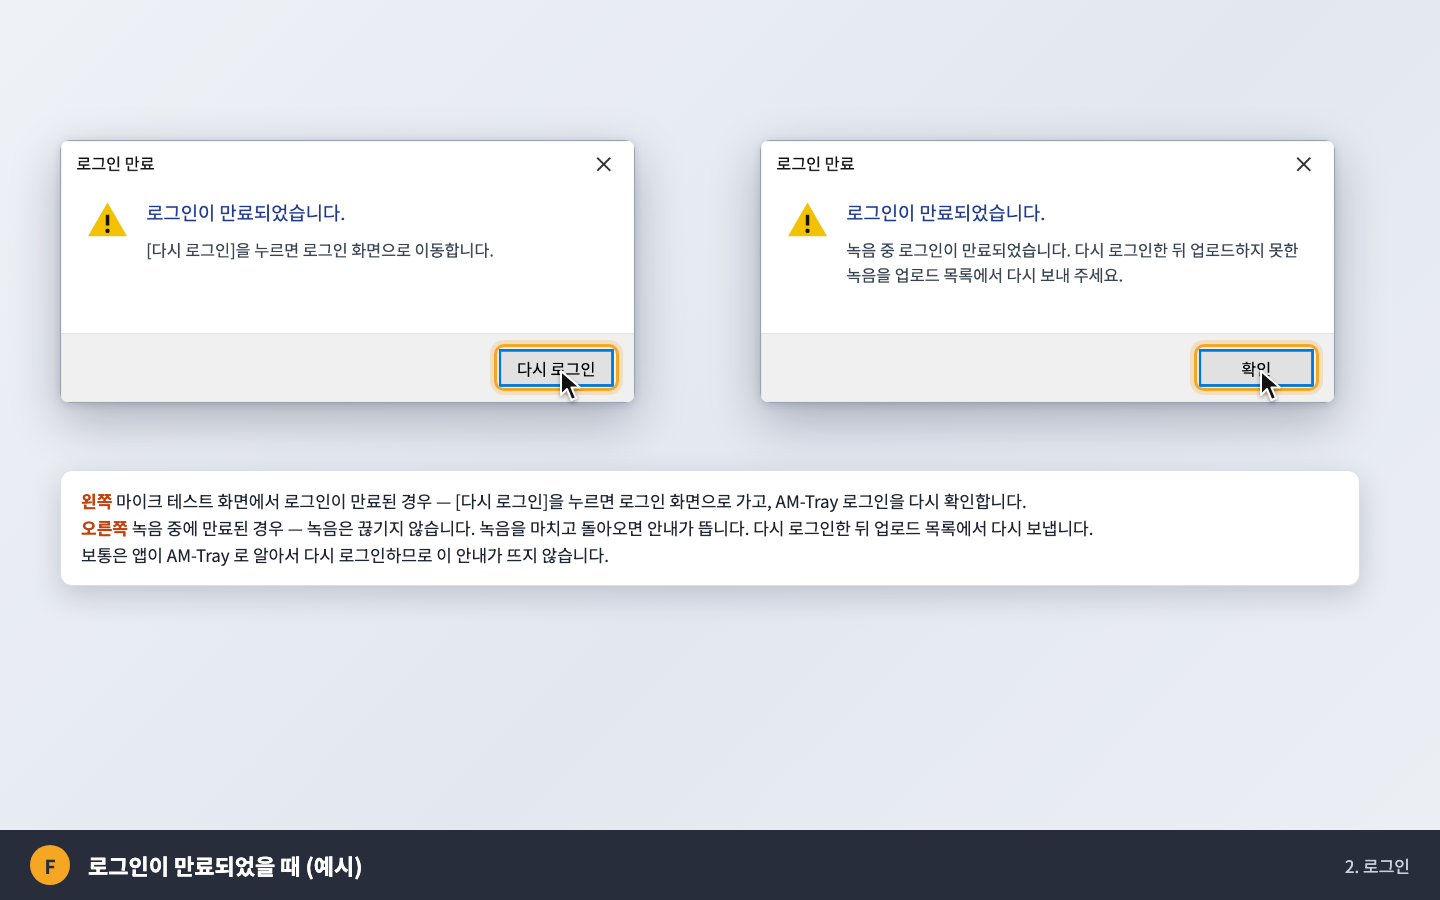 로그인 만료
로그인이 만료되었습니다.
[다시 로그인]을 누르면 로그인 화면으로 이동합니다.
다시 로그인
로그인 만료
로그인이 만료되었습니다.
녹음 중 로그인이 만료되었습니다. 다시 로그인한 뒤 업로드하지 못한
녹음을 업로드 목록에서 다시 보내 주세요.
확인
왼쪽 마이크 테스트 화면에서 로그인이 만료된 경우 — [다시 로그인]을 누르면 로그인 화면으로 가고, AM-Tray 로그인을 다시 확인합니다.
오른쪽 녹음 중에 만료된 경우 — 녹음은 끊기지 않습니다. 녹음을 마치고 돌아오면 안내가 뜹니다. 다시 로그인한 뒤 업로드 목록에서 다시 보냅니다.
보통은 앱이 AM-Tray 로 알아서 다시 로그인하므로 이 안내가 뜨지 않습니다.
F
로그인이 만료되었을 때 (예시)
2. 로그인